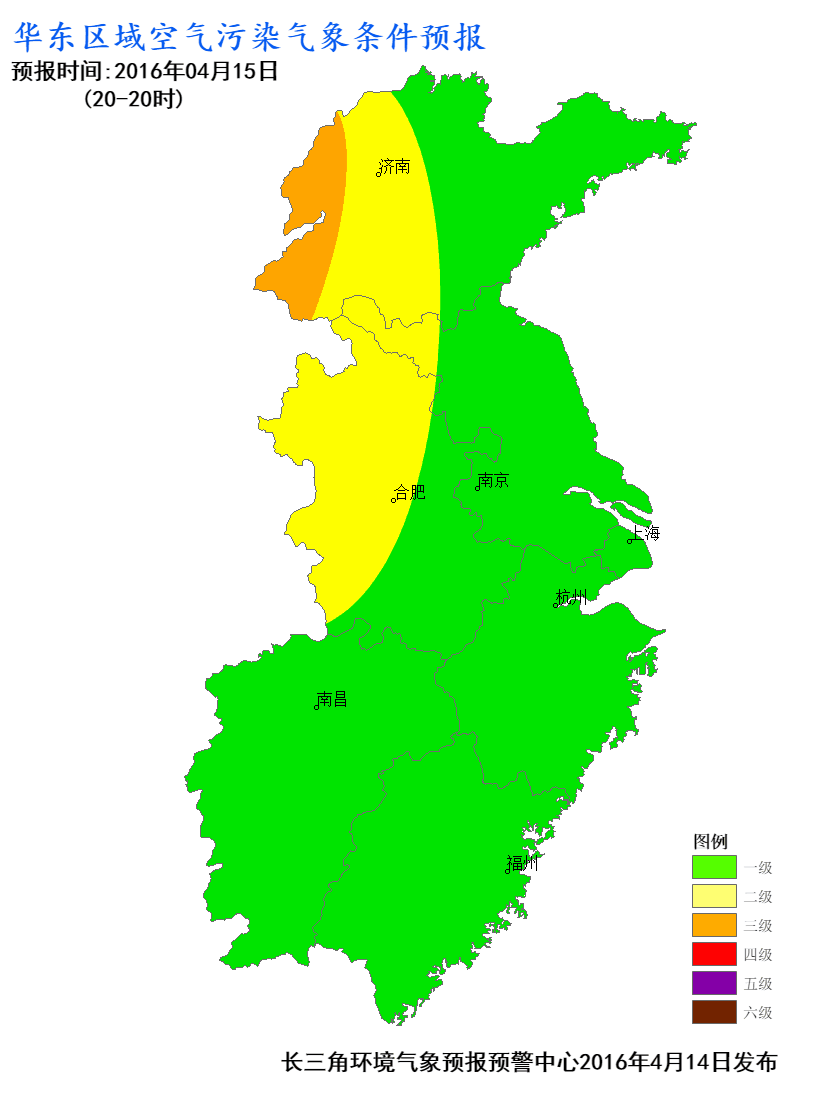 华东区域空气污染气象条件预报
预报时间:2016年04月15日
(20-20时)
济南
合肥
南京
上海
杭州
南昌
福州
图例
一级
二级
三级
四级
五级
六级
长三角环境气象预报预警中心2016年4月14日发布